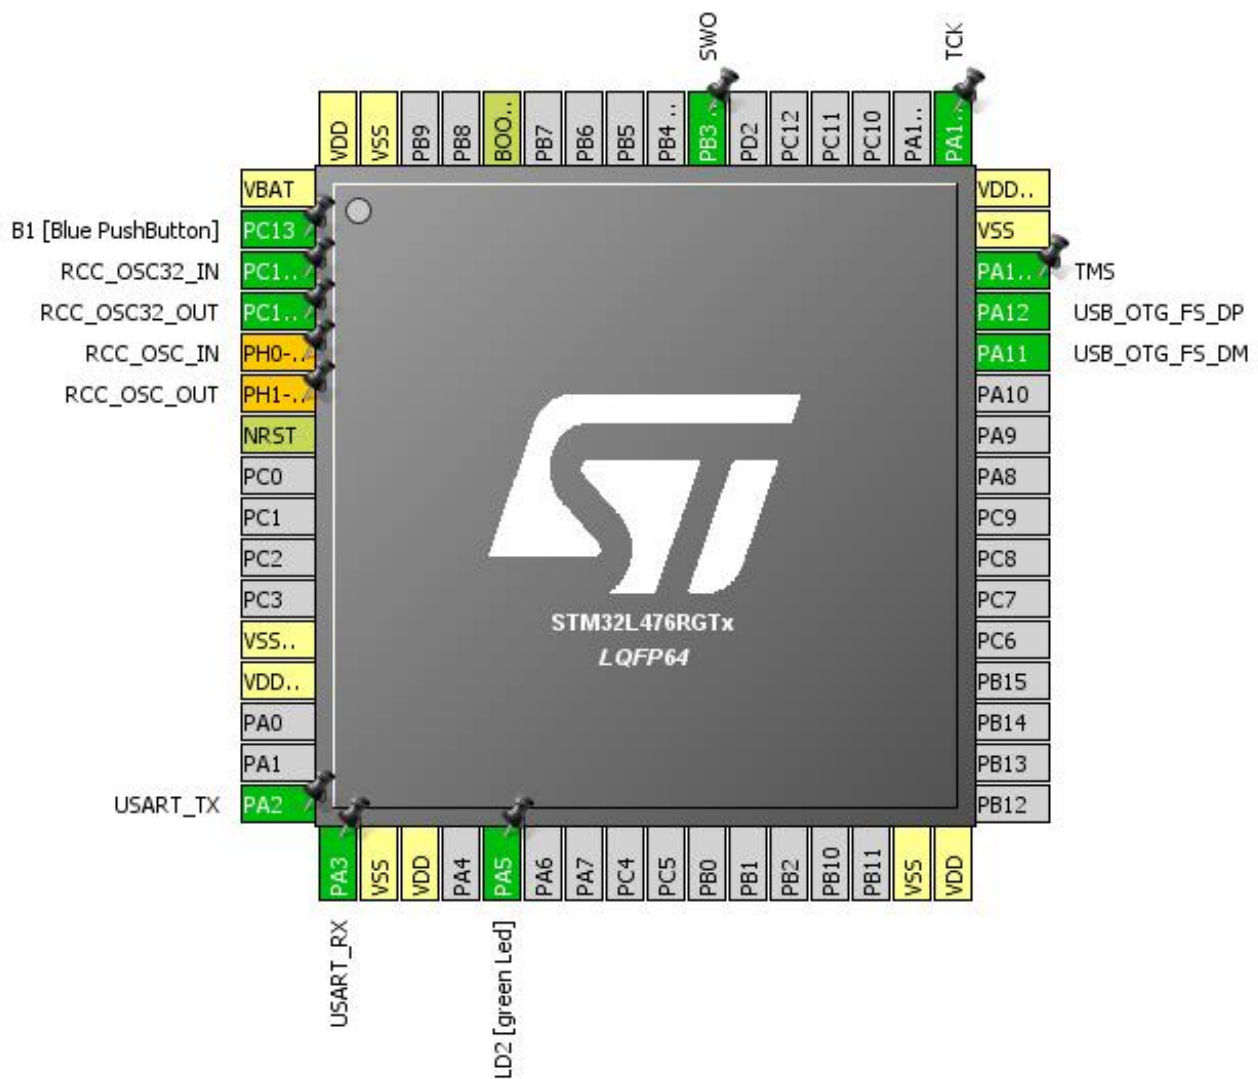 SWO
TCK
VDD
VSS
PB9
PB8
BOO..
PB7
PB6
PB5
PB4..
PB3..
PD2
PC12
PC11
PC10
PA1..
PA1..
VBAT
B1 [Blue PushButton] PC13
RCC_OSC32_IN PC1..
RCC_OSC32_OUT PC1..
RCC_OSC_IN PH0-..
RCC_OSC_OUT PH1-..
NRST
PC0
PC1
PC2
PC3
VSS..
VDD..
PA0
PA1
USART_TX PA2
ST
STM32L476RGTx
LQFP64
VDD..
VSS
PA1.. TMS
PA12 USB_OTG_FS_DP
PA11 USB_OTG_FS_DM
PA10
PA9
PA8
PC9
PC8
PC7
PC6
PB15
PB14
PB13
PB12
PA3
VSS
VDD
PA4
PA5
PA6
PA7
PC4
PC5
PB0
PB1
PB2
PB10
PB11
VSS
VDD
USART_RX
LD2 [green Led]